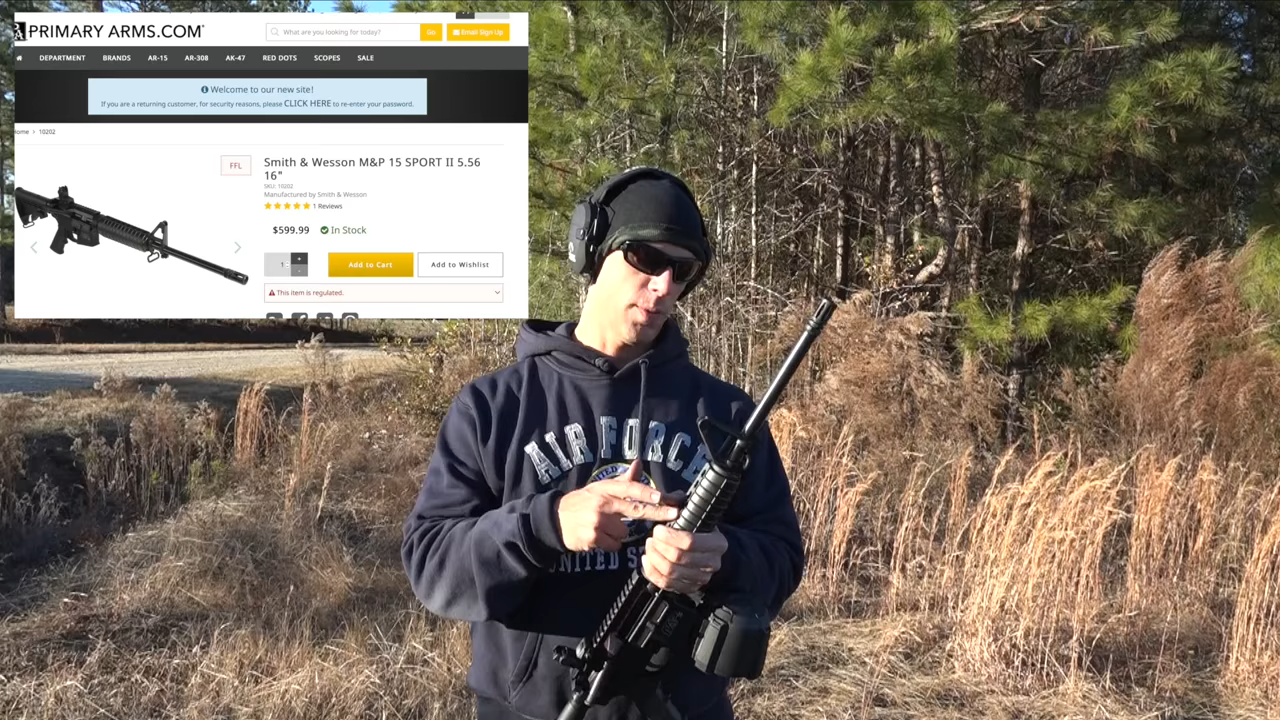 PRIMARY ARMS.COM
What are you looking for today?
Go
Email Sign Up
DEPARTMENT
BRANDS
AR-15
AR-308
AK-47
RED DOTS
SCOPES
SALE
Welcome to our new site!
If you are a returning customer, for security reasons, please CLICK HERE to re-enter your password.
ome > 10202
FFL
Smith & Wesson M&P 15 SPORT II 5.56
16"
SKU: 10202
Manufactured by Smith & Wesson
1 Reviews
$599.99
In Stock
1
+
-
Add to Cart
Add to Wishlist
This item is regulated.
AIR FORCE
UNITED S